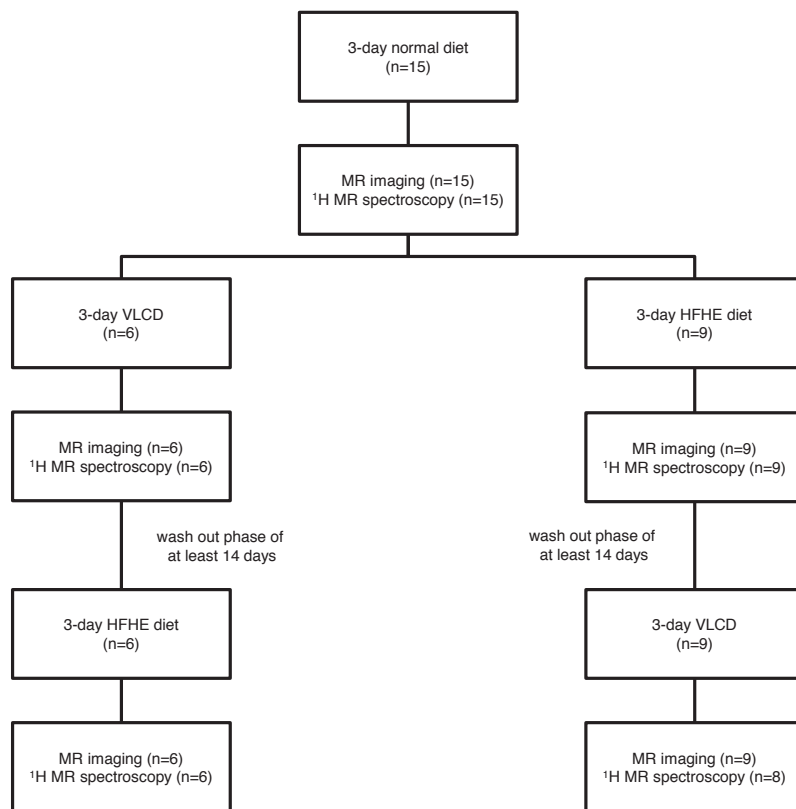 3-day normal diet
(n=15)
MR imaging (n=15)
¹H MR spectroscopy (n=15)
3-day VLCD
(n=6)
3-day HFHE diet
(n=9)
MR imaging (n=6)
¹H MR spectroscopy (n=6)
MR imaging (n=9)
¹H MR spectroscopy (n=9)
wash out phase of
at least 14 days
wash out phase of
at least 14 days
3-day HFHE diet
(n=6)
3-day VLCD
(n=9)
MR imaging (n=6)
¹H MR spectroscopy (n=6)
MR imaging (n=9)
¹H MR spectroscopy (n=8)